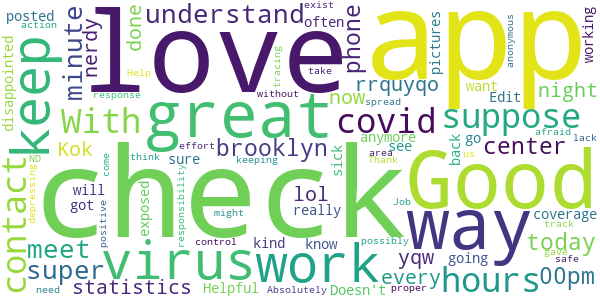 love
app
check
Good
way
great
virus
work
keep
contact
With
covid
suppose
hours
understand
minute
nerdy
phone
done
often
posted
action
exist
disappointed
Help
tracing
take
pictures
anonymous
working
response
without
rrquyqo
now
want
Edit
night
spread
effort
anymore
see
go
back
afraid
lack
Kok
brooklyn
sick
center
sure
think
keeping
area
Thank
us
ND
depressing
come
will
got
positive
exposed
responsibility
lol
really
might
control
kind
know
possibly
Job
yqw
going
every
today
coverage
track
gave
safe
00pm
meet
super
need
statistics
Helpful
Absolutely
Doesn't
proper